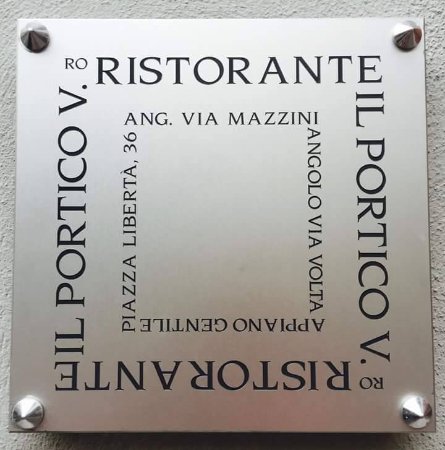 RISTORANTE
IL PORTICO V.RO
RISTORANTE
IL PORTICO V.RO
ANG. VIA MAZZINI
ANGOLO VIA VOLTA
APPIANO GENTILE
PIAZZA LIBERTÀ, 36